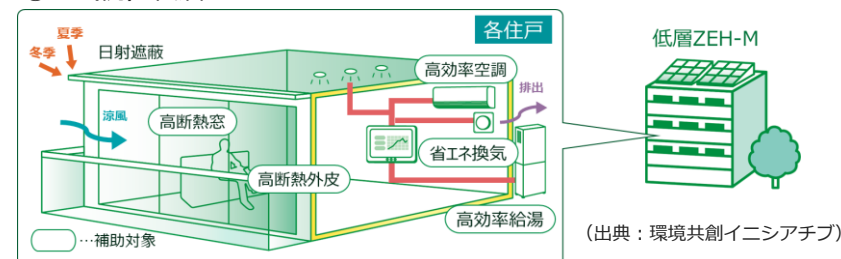 各住戸
夏季
冬季
日射遮蔽
低層ZEH-M
高効率空調
排出
涼風
高断熱窓
省エネ換気
高断熱外皮
高効率給湯
…補助対象
（出典：環境共創イニシアチブ）